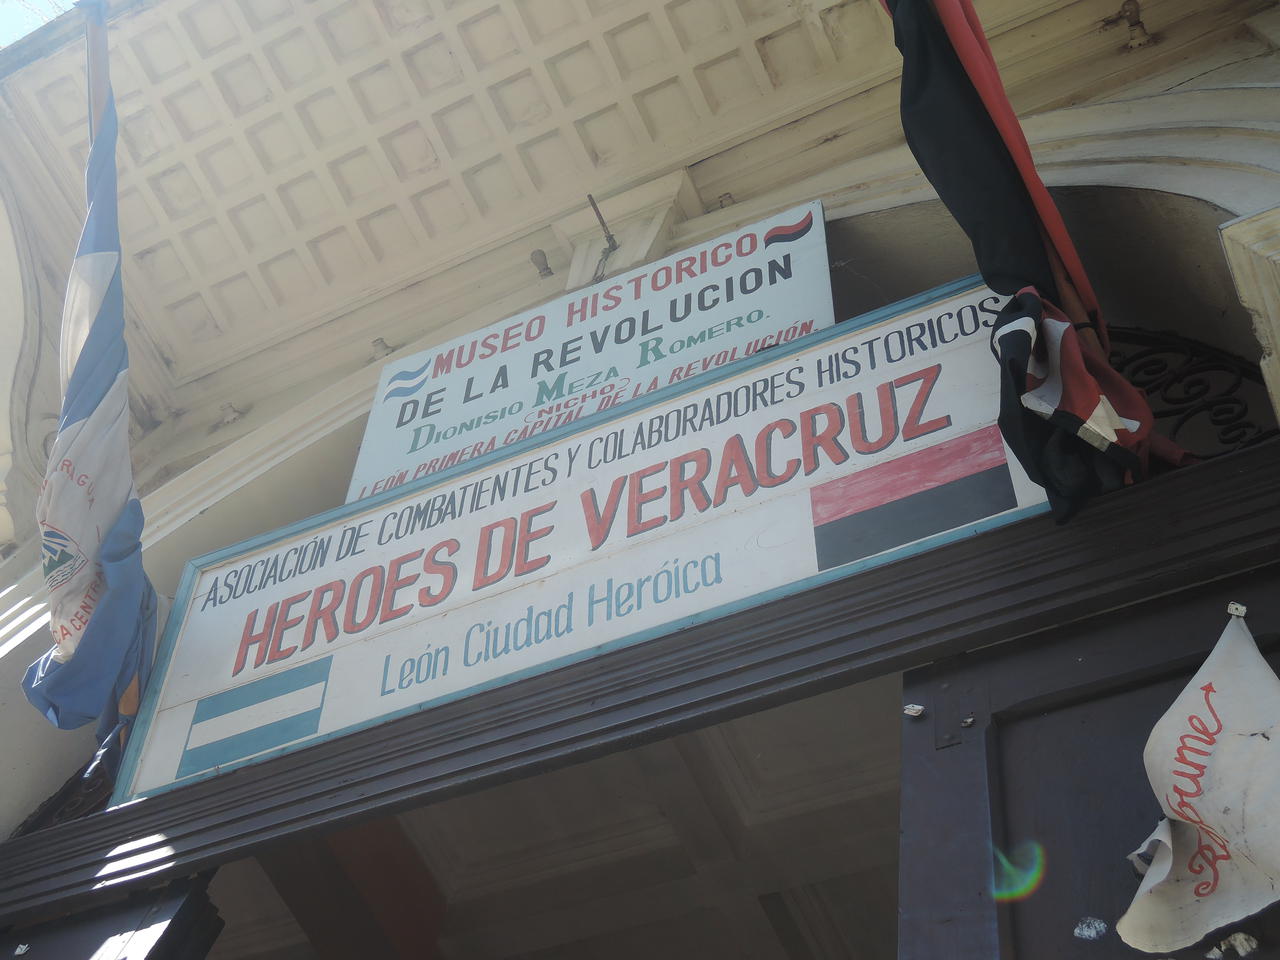 MUSEO HISTORICO
DE LA REVOLUCION
DIONISIO MEZA ROMERO.
(NICHO)
LEÓN PRIMERA CAPITAL DE LA REVOLUCIÓN.
ASOCIACIÓN DE COMBATIENTES Y COLABORADORES HISTORICOS
HEROES DE VERACRUZ
León Ciudad Heróica